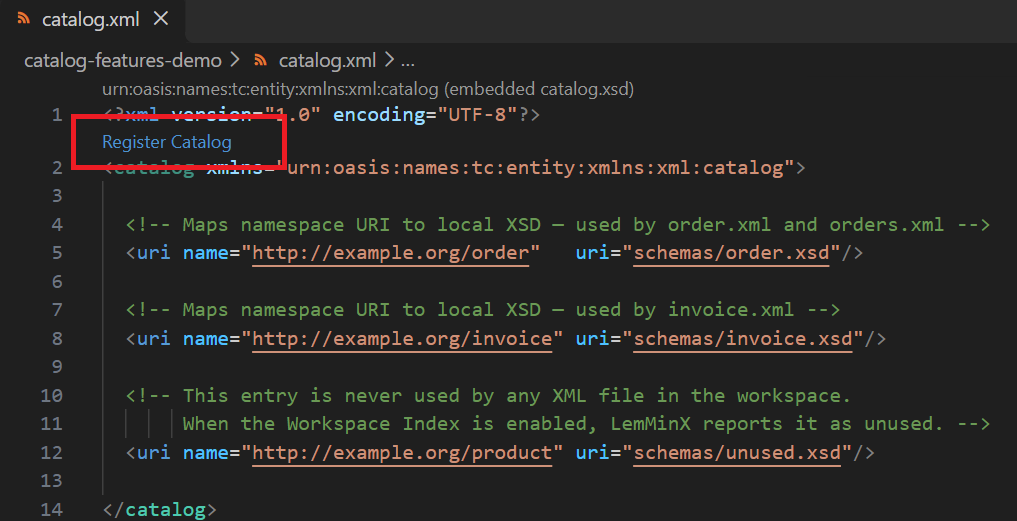 catalog.xml
catalog-features-demo > catalog.xml > ...
urn:oasis:names:tc:entity:xmlns:xml:catalog (embedded catalog.xsd)
1 <?xml version="1.0" encoding="UTF-8"?>
Register Catalog
2 <catalog xmlns="urn:oasis:names:tc:entity:xmlns:xml:catalog">
3
4 <!-- Maps namespace URI to local XSD — used by order.xml and orders.xml -->
5 <uri name="http://example.org/order" uri="schemas/order.xsd"/>
6
7 <!-- Maps namespace URI to local XSD — used by invoice.xml -->
8 <uri name="http://example.org/invoice" uri="schemas/invoice.xsd"/>
9
10 <!-- This entry is never used by any XML file in the workspace.
11 When the Workspace Index is enabled, LemMinX reports it as unused. -->
12 <uri name="http://example.org/product" uri="schemas/unused.xsd"/>
13
14 </catalog>